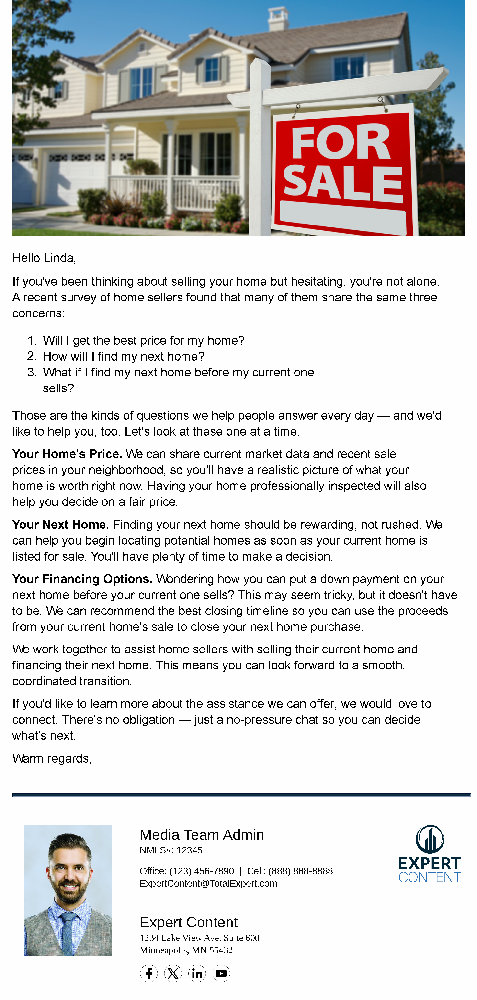 FOR
SALE
Hello Linda,
If you've been thinking about selling your home but hesitating, you're not alone.
A recent survey of home sellers found that many of them share the same three
concerns:
1. Will I get the best price for my home?
2. How will I find my next home?
3. What if I find my next home before my current one
sells?
Those are the kinds of questions we help people answer every day — and we'd
like to help you, too. Let's look at these one at a time.
Your Home's Price. We can share current market data and recent sale
prices in your neighborhood, so you'll have a realistic picture of what your
home is worth right now. Having your home professionally inspected will also
help you decide on a fair price.
Your Next Home. Finding your next home should be rewarding, not rushed. We
can help you begin locating potential homes as soon as your current home is
listed for sale. You'll have plenty of time to make a decision.
Your Financing Options. Wondering how you can put a down payment on your
next home before your current one sells? This may seem tricky, but it doesn't have
to be. We can recommend the best closing timeline so you can use the proceeds
from your current home's sale to close your next home purchase.
We work together to assist home sellers with selling their current home and
financing their next home. This means you can look forward to a smooth,
coordinated transition.
If you'd like to learn more about the assistance we can offer, we would love to
connect. There's no obligation — just a no-pressure chat so you can decide
what's next.
Warm regards,
Media Team Admin
NMLS#: 12345
Office: (123) 456-7890 | Cell: (888) 888-8888
ExpertContent@TotalExpert.com
EXPERT
CONTENT
Expert Content
1234 Lake View Ave. Suite 600
Minneapolis, MN 55432